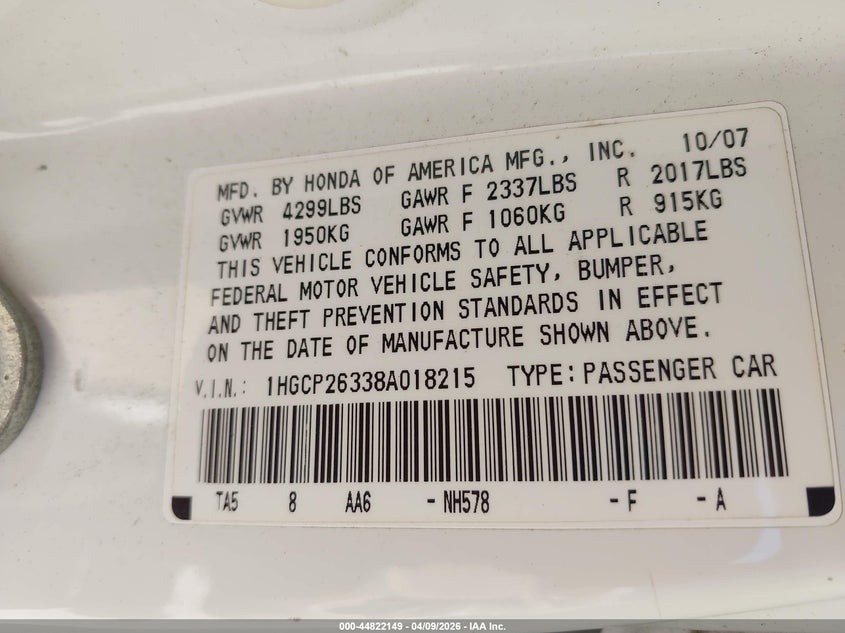 MFD. BY HONDA OF AMERICA MFG., INC. 10/07
GVWR 4299LBS GAWR F 2337LBS R 2017LBS
GVWR 1950KG GAWR F 1060KG R 915KG
THIS VEHICLE CONFORMS TO ALL APPLICABLE
FEDERAL MOTOR VEHICLE SAFETY, BUMPER,
AND THEFT PREVENTION STANDARDS IN EFFECT
ON THE DATE OF MANUFACTURE SHOWN ABOVE.
V.I.N.: 1HGCP26338A018215 TYPE: PASSENGER CAR
TA5 8 AA6 -NH578 -F -A
000-44822149 - 04/09/2026 - IAA Inc.